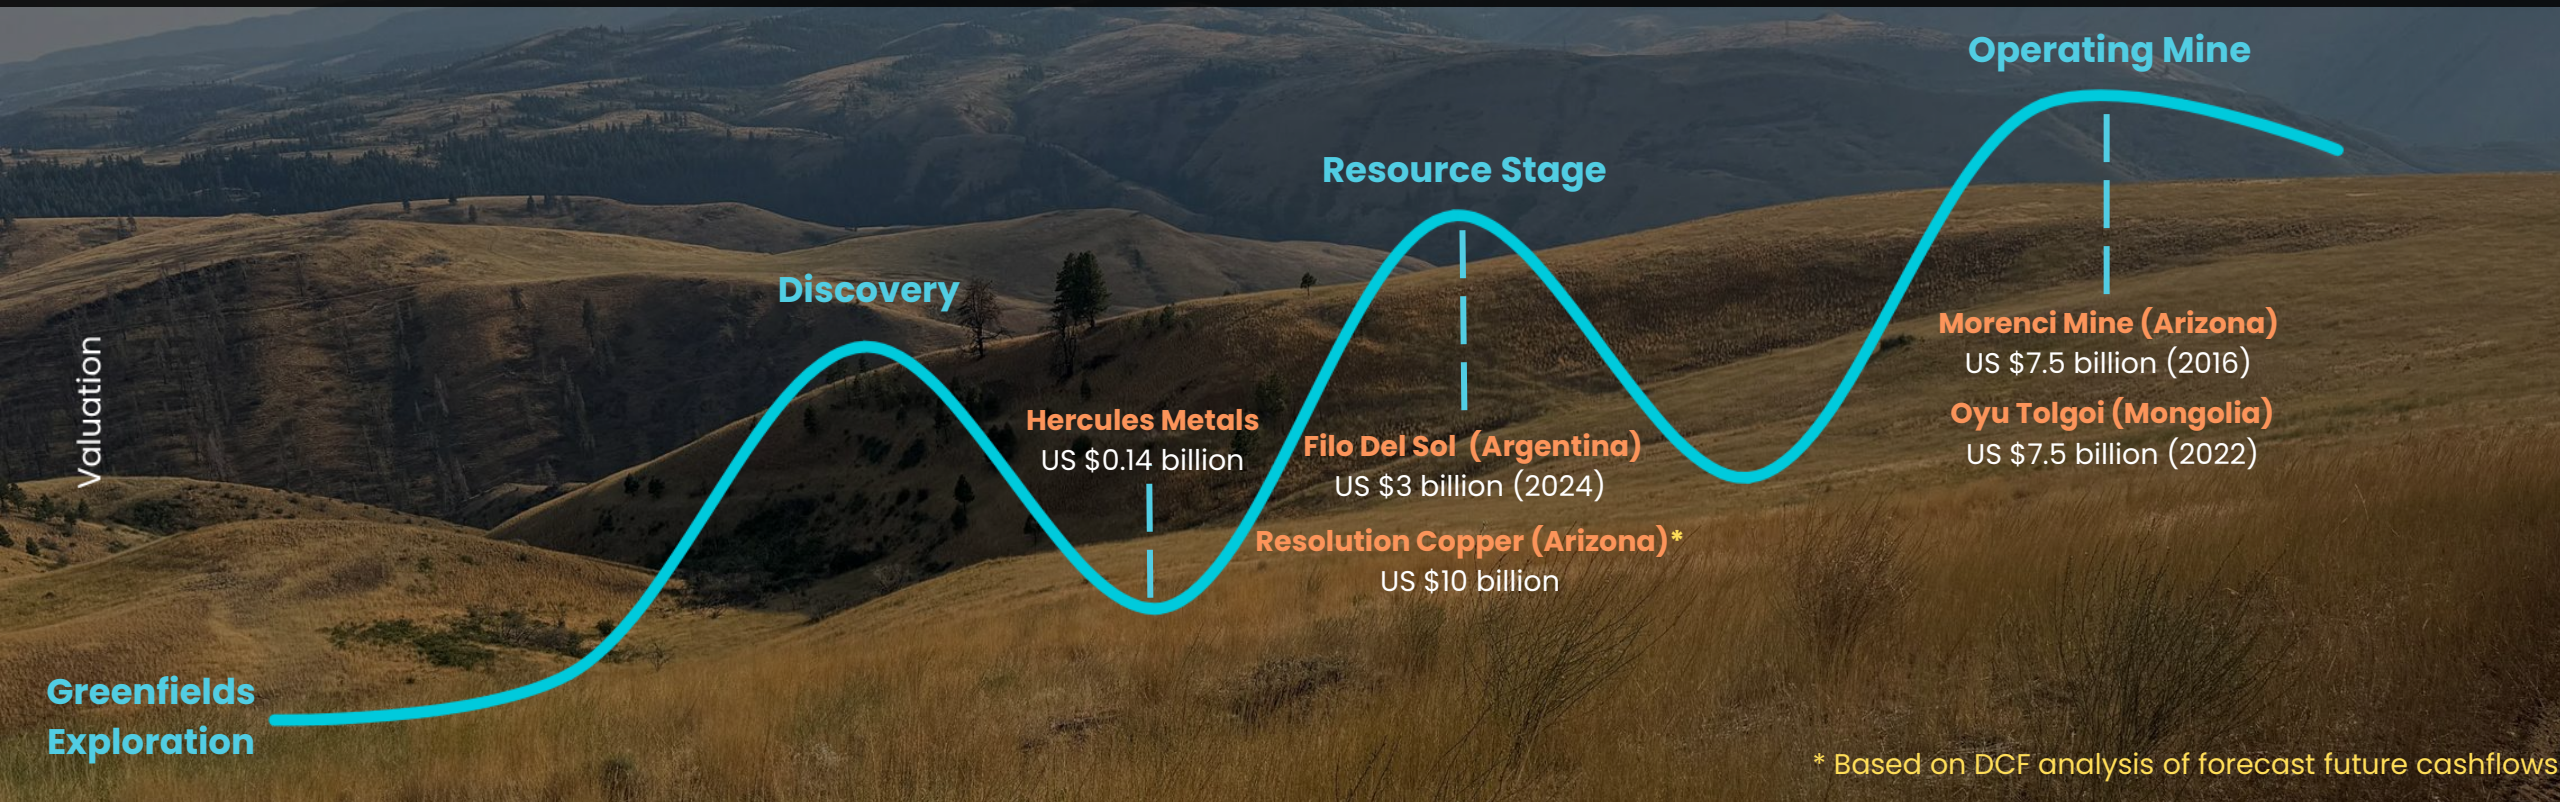 Operating Mine
Resource Stage
Discovery
Valuation
Morenci Mine (Arizona)
US $7.5 billion (2016)
Oyu Tolgoi (Mongolia)
US $7.5 billion (2022)
Hercules Metals
US $0.14 billion
Filo Del Sol (Argentina)
US $3 billion (2024)
Resolution Copper (Arizona)*
US $10 billion
Greenfields
Exploration
* Based on DCF analysis of forecast future cashflows